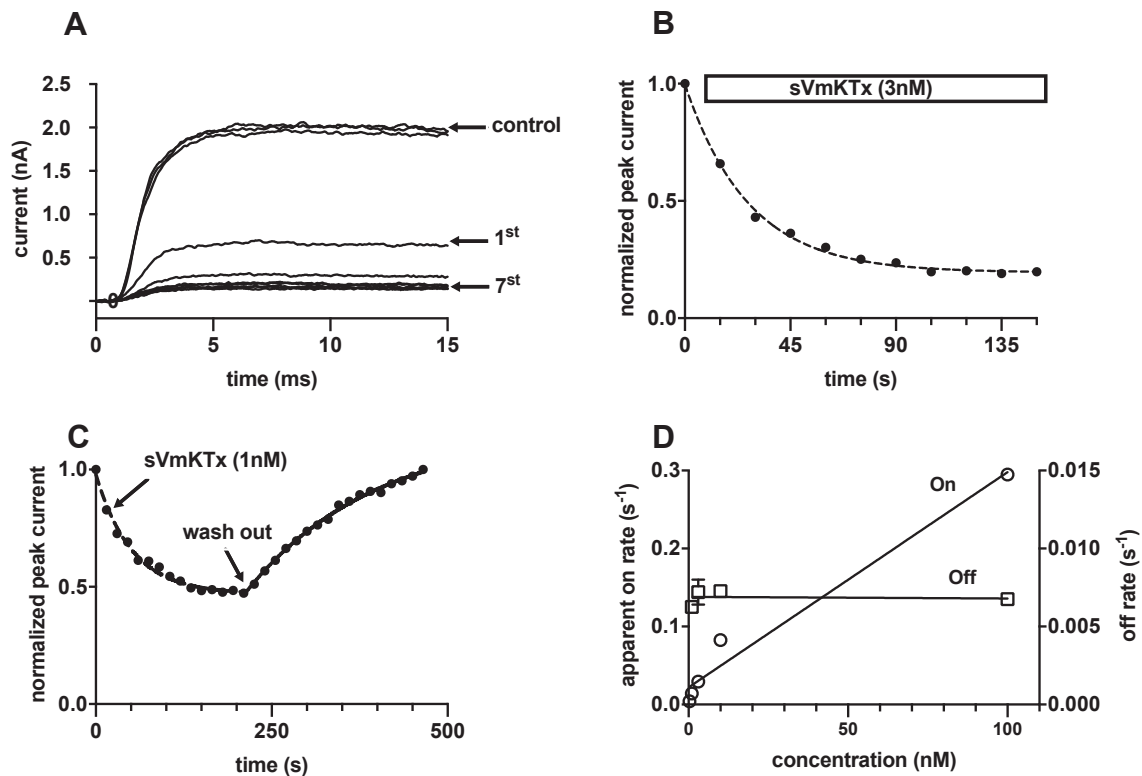 A
2.5
2.0
1.5
1.0
0.5
current (nA)
control
1st
7st
0
5
10
15
time (ms)
B
1.0
0.5
0.0
normalized peak current
sVmKTx (3nM)
0
45
90
135
time (s)
C
1.0
0.5
0.0
normalized peak current
sVmKTx (1nM)
wash out
0
250
500
time (s)
D
0.3
0.2
0.1
0.0
apparent on rate (s-1)
On
Off
0.015
0.010
0.005
0.000
off rate (s-1)
0
50
100
concentration (nM)